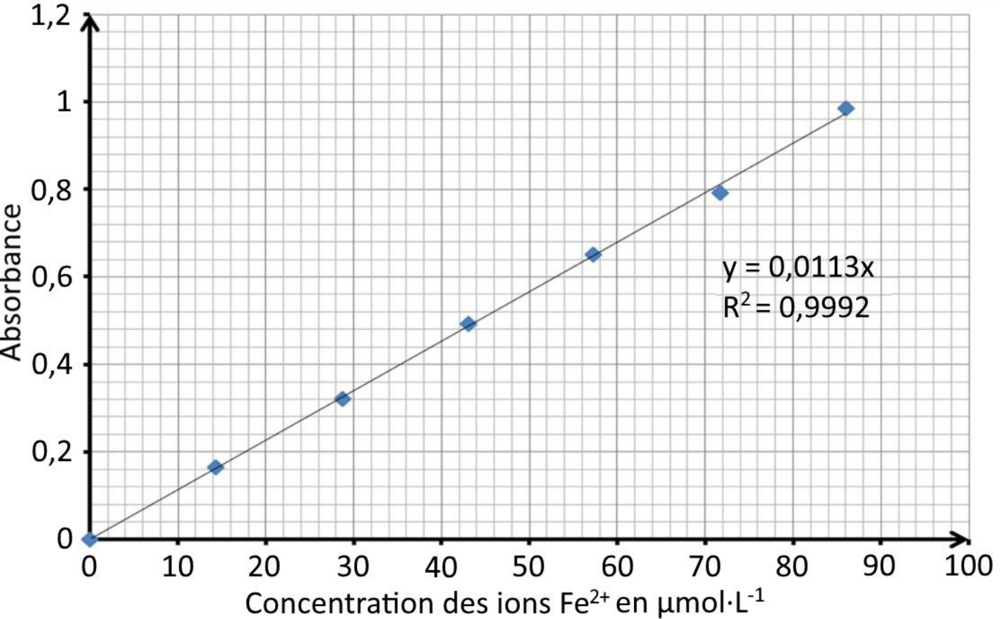 1,2
1
0,8
0,6
0,4
0,2
0
Absorbance
y = 0,0113x
R² = 0,9992
0 10 20 30 40 50 60 70 80 90 100
Concentration des ions Fe²⁺ en µmol·L⁻¹